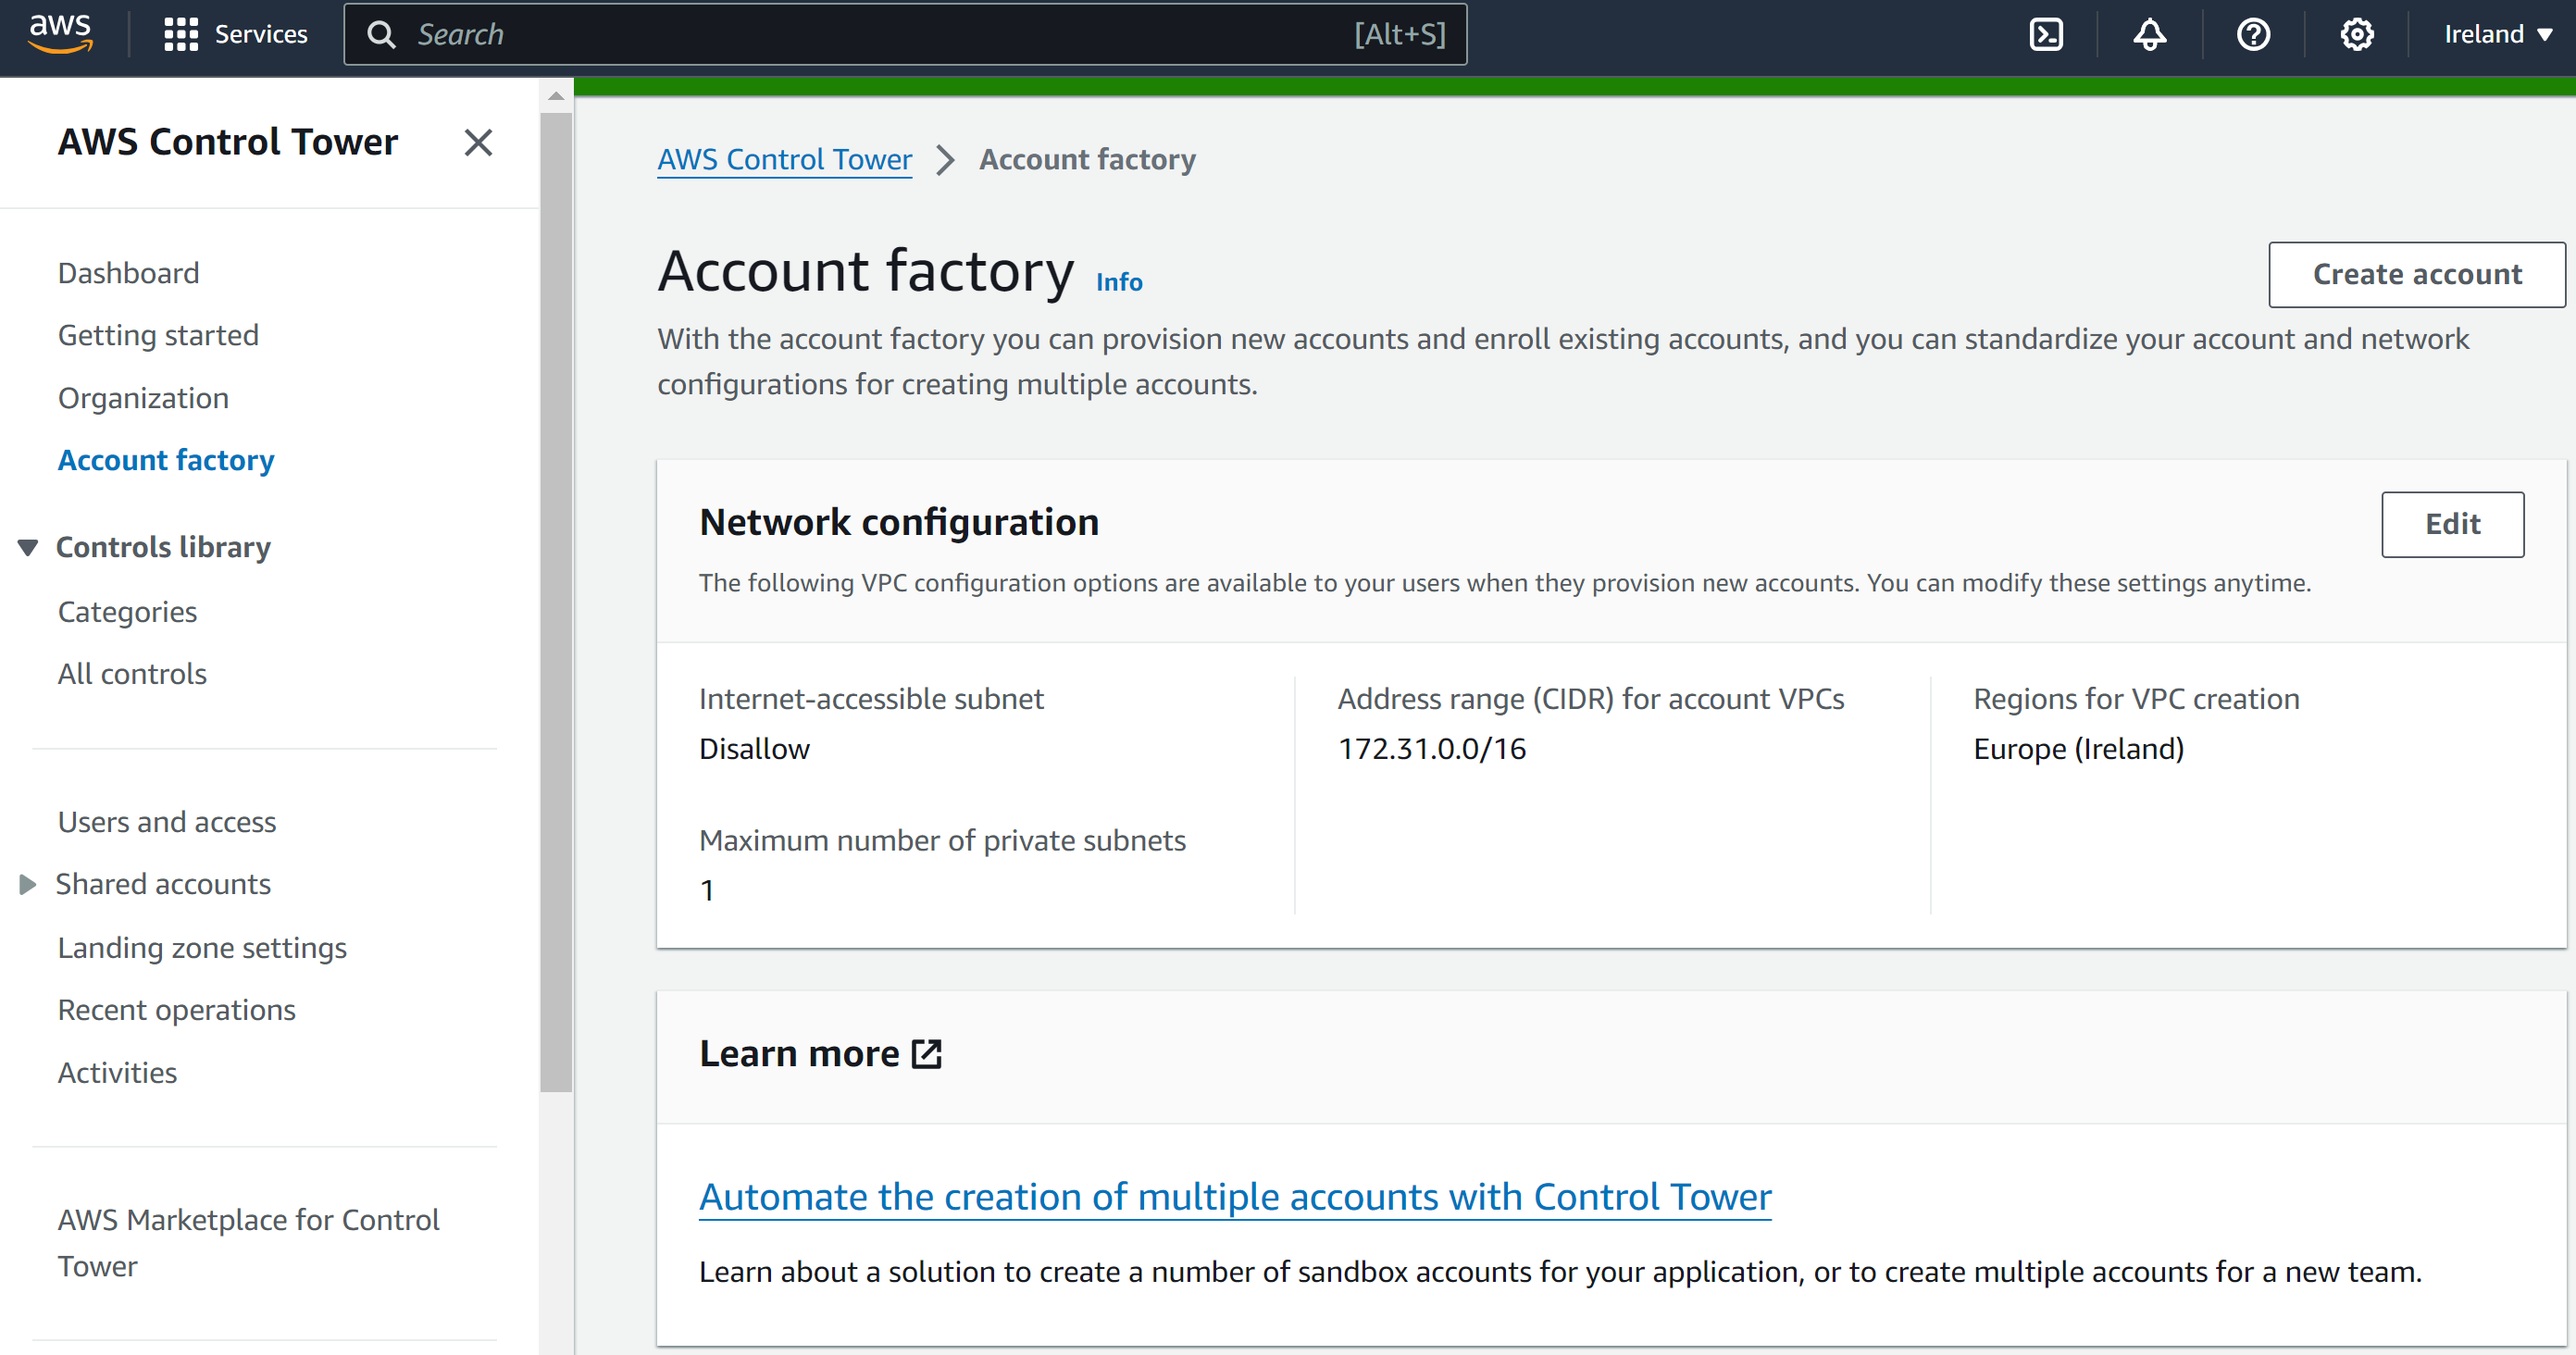 aws
Services
Search
[Alt+S]
Ireland
AWS Control Tower
Dashboard
Getting started
Organization
Account factory
Controls library
Categories
All controls
Users and access
Shared accounts
Landing zone settings
Recent operations
Activities
AWS Marketplace for Control
Tower
AWS Control Tower
Account factory
Account factory Info
Create account
With the account factory you can provision new accounts and enroll existing accounts, and you can standardize your account and network
configurations for creating multiple accounts.
Network configuration
Edit
The following VPC configuration options are available to your users when they provision new accounts. You can modify these settings anytime.
Internet-accessible subnet
Disallow
Maximum number of private subnets
1
Address range (CIDR) for account VPCs
172.31.0.0/16
Regions for VPC creation
Europe (Ireland)
Learn more
Automate the creation of multiple accounts with Control Tower
Learn about a solution to create a number of sandbox accounts for your application, or to create multiple accounts for a new team.